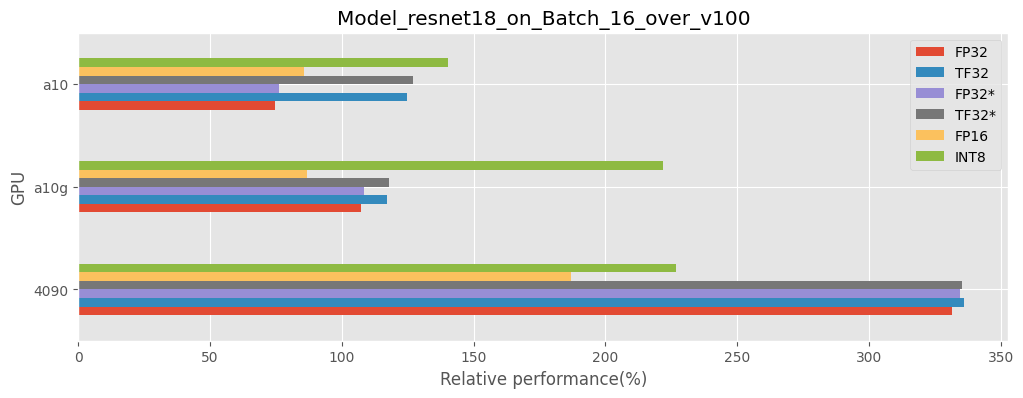 Model_resnet18_on_Batch_16_over_v100
FP32
TF32
FP32*
TF32*
FP16
INT8
a10
a10g
4090
GPU
0 50 100 150 200 250 300 350
Relative performance(%)